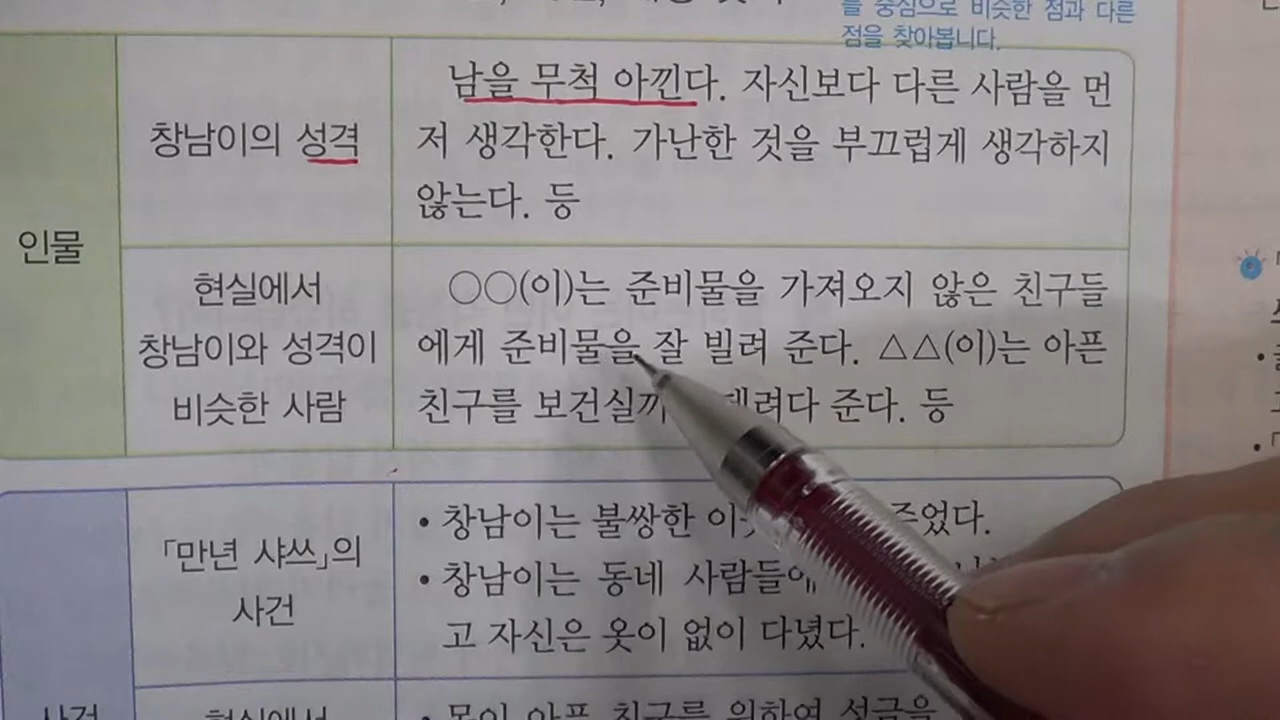 를 중심으로 비슷한 점과 다른
점을 찾아봅니다.
인물
창남이의 성격
남을 무척 아낀다. 자신보다 다른 사람을 먼
저 생각한다. 가난한 것을 부끄럽게 생각하지
않는다. 등
현실에서
창남이와 성격이
비슷한 사람
○○(이)는 준비물을 가져오지 않은 친구들
에게 준비물을 잘 빌려 준다. △△(이)는 아픈
친구를 보건실까 데려다 준다. 등
「만년 샤쓰」의
사건
• 창남이는 불쌍한 주었다.
• 창남이는 동네 사람들에
고 자신은 옷이 없이 다녔다.
사건
현실에서
• 몸이 아픈 친구를 위하여 성금을